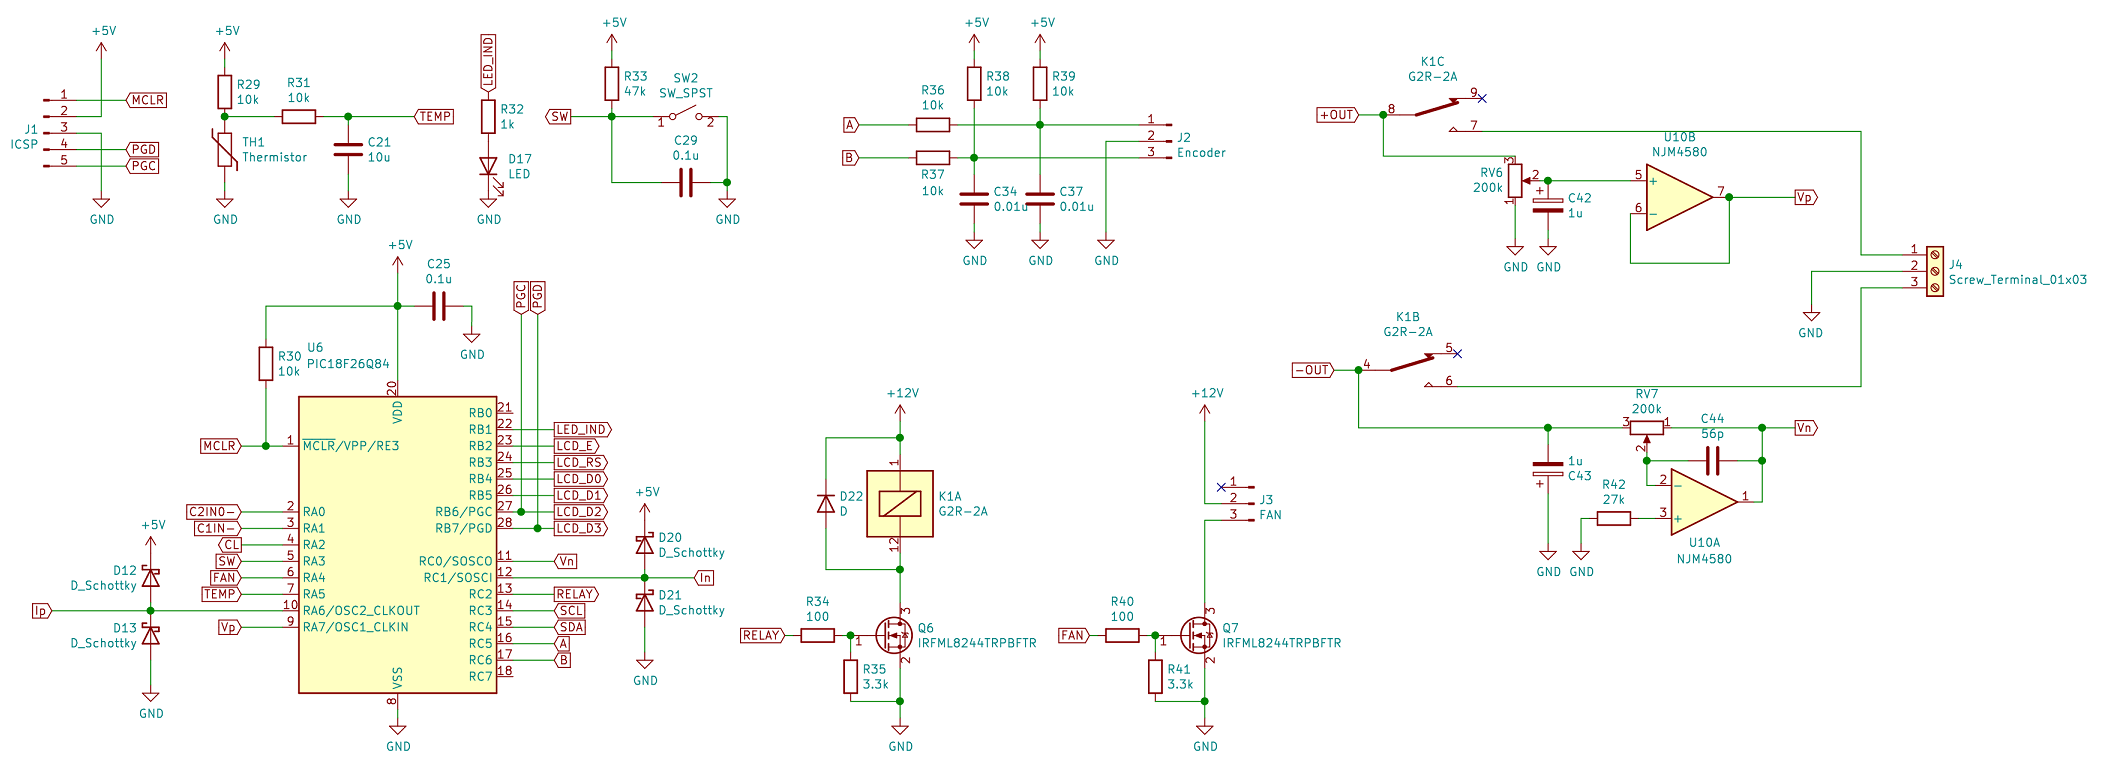 +5V
1
2
3
4
5
J1
ICSP
MCLR
PGD
PGC
GND
+5V
R29
10k
R31
10k
TEMP
TH1
Thermistor
C21
10u
GND
GND
LED_IND
R32
1k
D17
LED
GND
+5V
R33
47k
SW
SW2
SW_SPST
1
2
C29
0.1u
GND
+5V
+5V
R38
10k
R39
10k
R36
10k
A
B
R37
10k
1
2
3
J2
Encoder
C34
0.01u
C37
0.01u
GND
GND
GND
K1C
G2R-2A
+OUT
8
9
7
RV6
200k
3
2
1
C42
1u
+
GND
GND
U10B
NJM4580
5
+
6
−
7
Vp
1
2
3
J4
Screw_Terminal_01x03
GND
K1B
G2R-2A
-OUT
4
5
6
RV7
200k
3
1
2
C44
56p
Vn
1u
C43
+
R42
27k
2
−
3
+
1
U10A
NJM4580
GND
GND
+5V
C25
0.1u
GND
R30
10k
U6
PIC18F26Q84
PGC
PGD
20
VDD
MCLR
1
MCLR/VPP/RE3
C2IN0-
2
RA0
C1IN-
3
RA1
CL
4
RA2
SW
5
RA3
FAN
6
RA4
TEMP
7
RA5
10
RA6/OSC2_CLKOUT
Vp
9
RA7/OSC1_CLKIN
VSS
8
GND
RB0
21
RB1
22
LED_IND
RB2
23
LCD_E
RB3
24
LCD_RS
RB4
25
LCD_D0
RB5
26
LCD_D1
RB6/PGC
27
LCD_D2
RB7/PGD
28
LCD_D3
RC0/SOSCO
11
Vn
RC1/SOSCI
12
In
RC2
13
RELAY
RC3
14
SCL
RC4
15
SDA
RC5
16
A
RC6
17
B
RC7
18
+5V
D12
D_Schottky
Ip
D13
D_Schottky
GND
+5V
D20
D_Schottky
D21
D_Schottky
GND
+12V
D22
D
1
K1A
G2R-2A
12
RELAY
R34
100
1
3
Q6
IRFML8244TRPBFTR
2
R35
3.3k
GND
+12V
1
2
3
J3
FAN
FAN
R40
100
1
3
Q7
IRFML8244TRPBFTR
2
R41
3.3k
GND